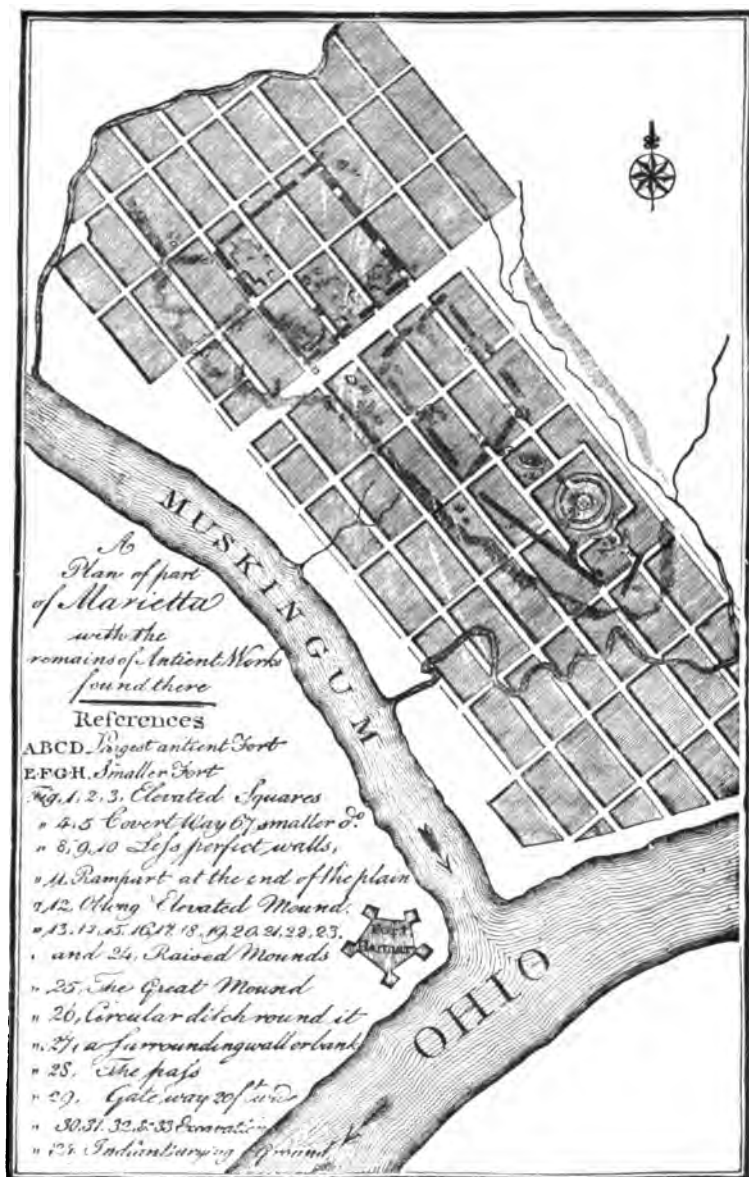 A
Plan of part
of Marietta
with the
remains of Antient Works
found there
References
ABCD. Largest antient Fort
E·F·G·H. Smaller Fort
Fig. 1. 2. 3. Elevated Squares
" 4. 5 Covert Way 6 7, smaller do.
" 8, 9, 10 Less perfect walls,
" 11. Rampart at the end of the plain
" 12. Oblong Elevated Mound.
" 13. 14. 15. 16. 17. 18. 19. 20. 21. 22. 23.
" and 24, Raised Mounds
" 25, The Great Mound
" 26, Circular ditch round it
" 27, a surrounding wall or bank
" 28. The pass
" 29. Gate way 20 ft wide
" 30. 31. 32. & 33 Excavation
Indian burying Ground
MUSKINGUM
Fort
Harmar
OHIO